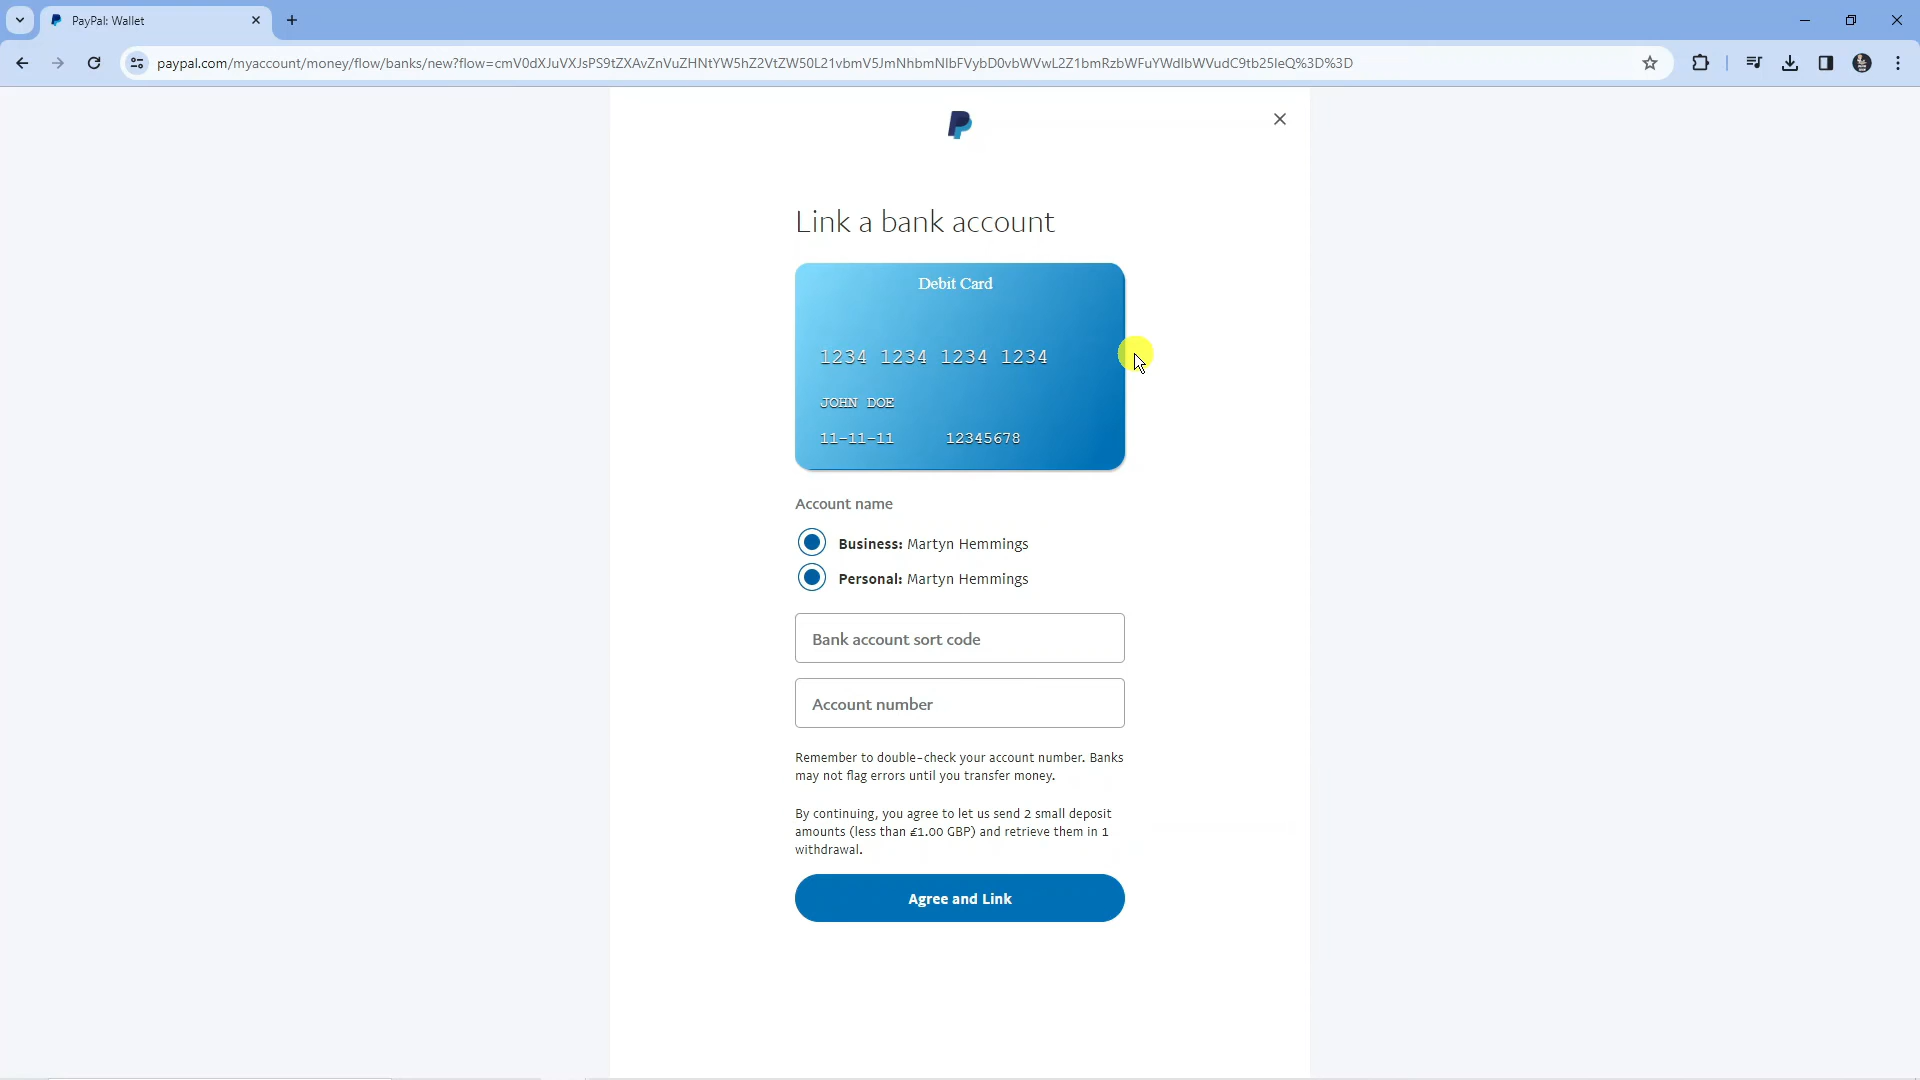 PayPal: Wallet
paypal.com/myaccount/money/flow/banks/new?flow=cmV0dXJuVXJsPS9tZXAvZnVuZHNtYW5hZ2VtZW50L21vbmV5JmNhbmNlbFVybD0vbWVwL2Z1bmRzbWFuYWdlbWVudC9tb25leQ%3D%3D
Link a bank account
Debit Card
1234 1234 1234 1234
JOHN DOE
11-11-11 12345678
Account name
Business: Martyn Hemmings
Personal: Martyn Hemmings
Bank account sort code
Account number
Remember to double-check your account number. Banks
may not flag errors until you transfer money.
By continuing, you agree to let us send 2 small deposit
amounts (less than £1.00 GBP) and retrieve them in 1
withdrawal.
Agree and Link